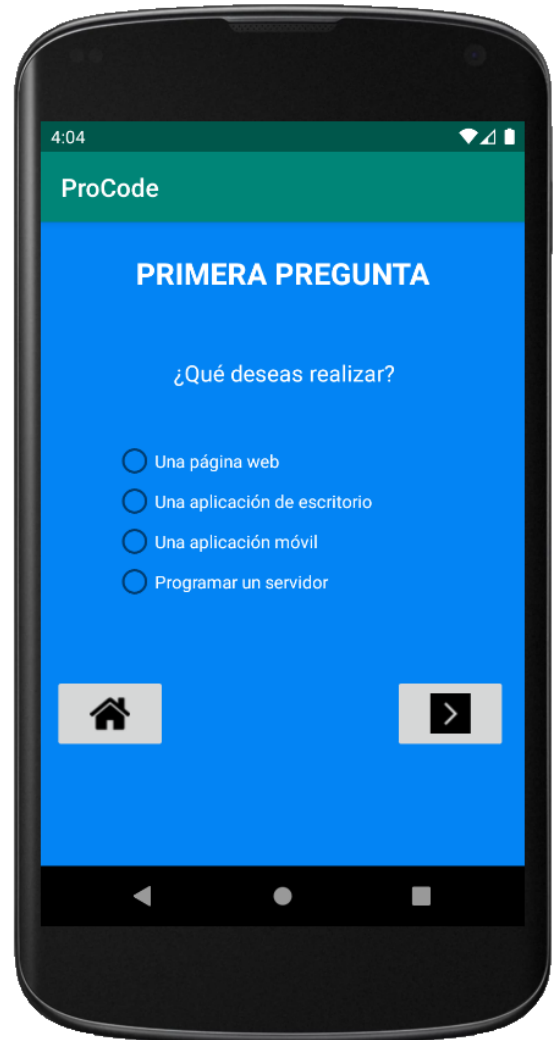 4:04
ProCode
PRIMERA PREGUNTA
¿Qué deseas realizar?
Una página web
Una aplicación de escritorio
Una aplicación móvil
Programar un servidor